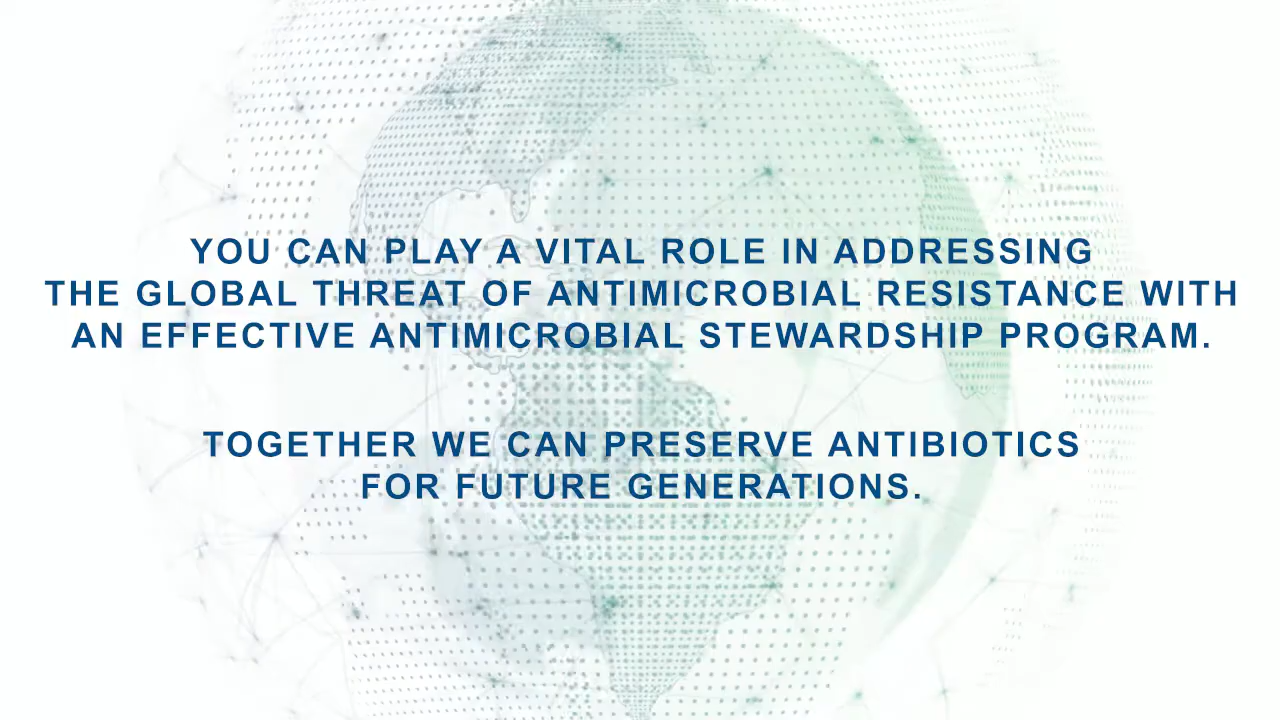 YOU CAN PLAY A VITAL ROLE IN ADDRESSING
THE GLOBAL THREAT OF ANTIMICROBIAL RESISTANCE WITH
AN EFFECTIVE ANTIMICROBIAL STEWARDSHIP PROGRAM.
TOGETHER WE CAN PRESERVE ANTIBIOTICS
FOR FUTURE GENERATIONS.